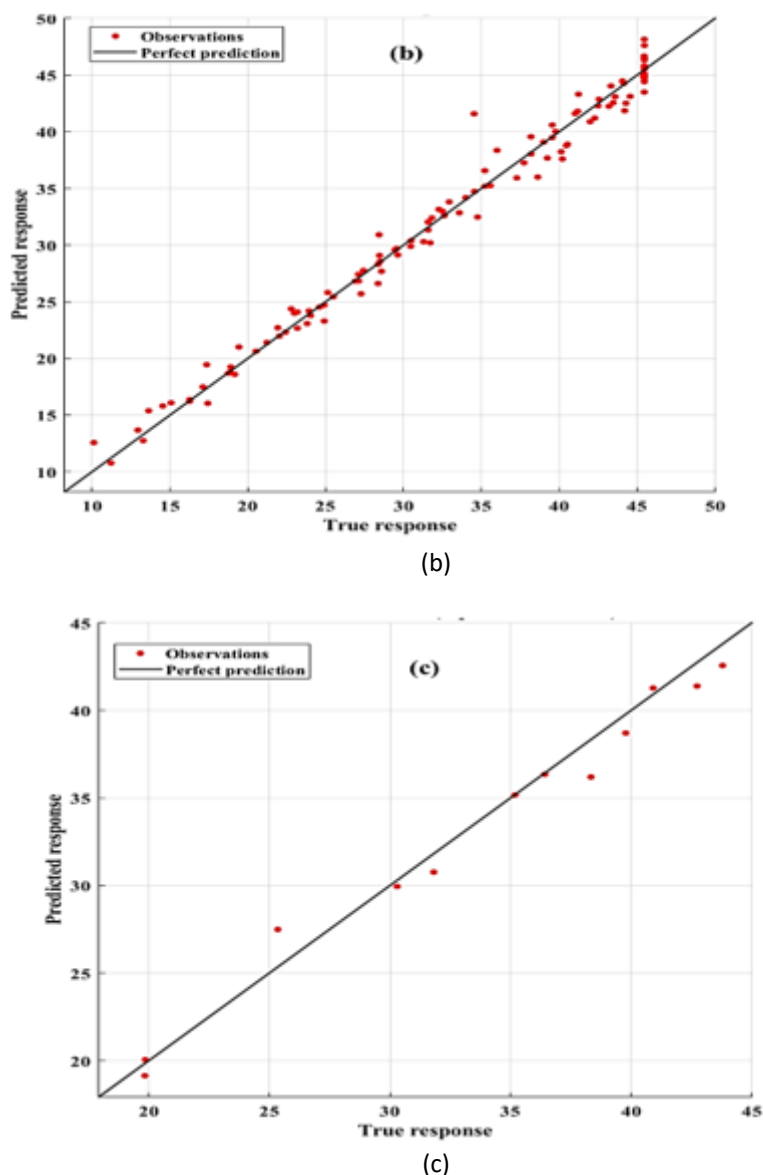 50
Observations
Perfect prediction
(b)
45
40
35
30
25
20
15
10
Predicted response
10 15 20 25 30 35 40 45 50
True response
(b)
45
Observations
Perfect prediction
(c)
40
35
30
25
20
Predicted response
20 25 30 35 40 45
True response
(c)